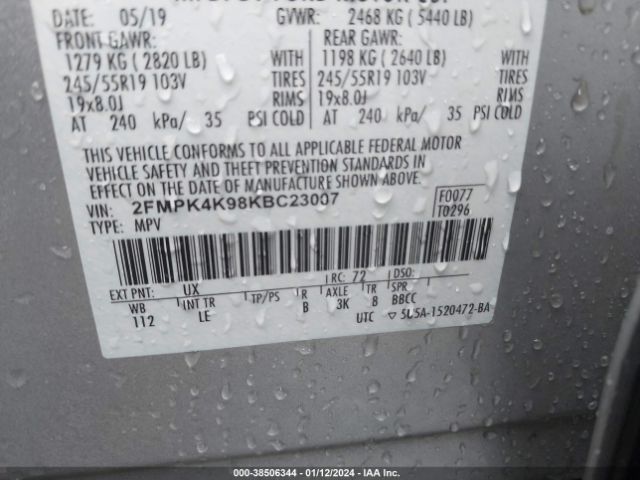 DATE: 05/19 GVWR: 2468 KG ( 5440 LB)
FRONT GAWR: REAR GAWR:
1279 KG ( 2820 LB) WITH 1198 KG ( 2640 LB) WITH
245/55R19 103V TIRES 245/55R19 103V TIRES
19x8.0J RIMS 19x8.0J RIMS
AT 240 kPa/ 35 PSI COLD AT 240 kPa/ 35 PSI COLD
THIS VEHICLE CONFORMS TO ALL APPLICABLE FEDERAL MOTOR
VEHICLE SAFETY AND THEFT PREVENTION STANDARDS IN
EFFECT ON THE DATE OF MANUFACTURE SHOWN ABOVE.
VIN: 2FMPK4K98KBC23007 F0077
TYPE: MPV T0296
EXT PNT: UX RC: 72 DSO:
WB INT TR TP/PS R AXLE TR SPR
112 LE B 3K B BBCC
UTC ▽ 5U5A-1520472-BA
000-38506344 | 01/12/2024 | IAA Inc.